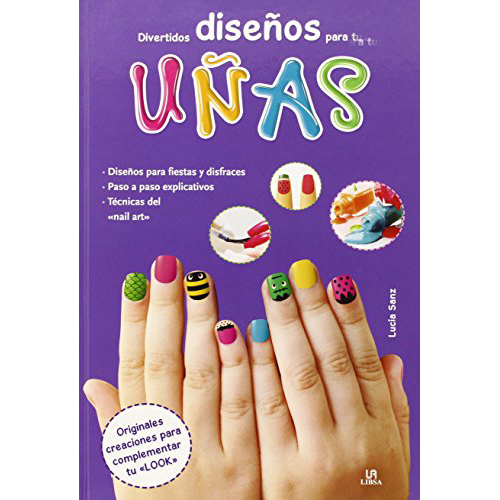 Divertidos diseños para tu
UÑAS
• Diseños para fiestas y disfraces
• Paso a paso explicativos
• Técnicas del
«nail art»
Lucía Sanz
Originales
creaciones para
complementar
tu «LOOK»
LIBSA